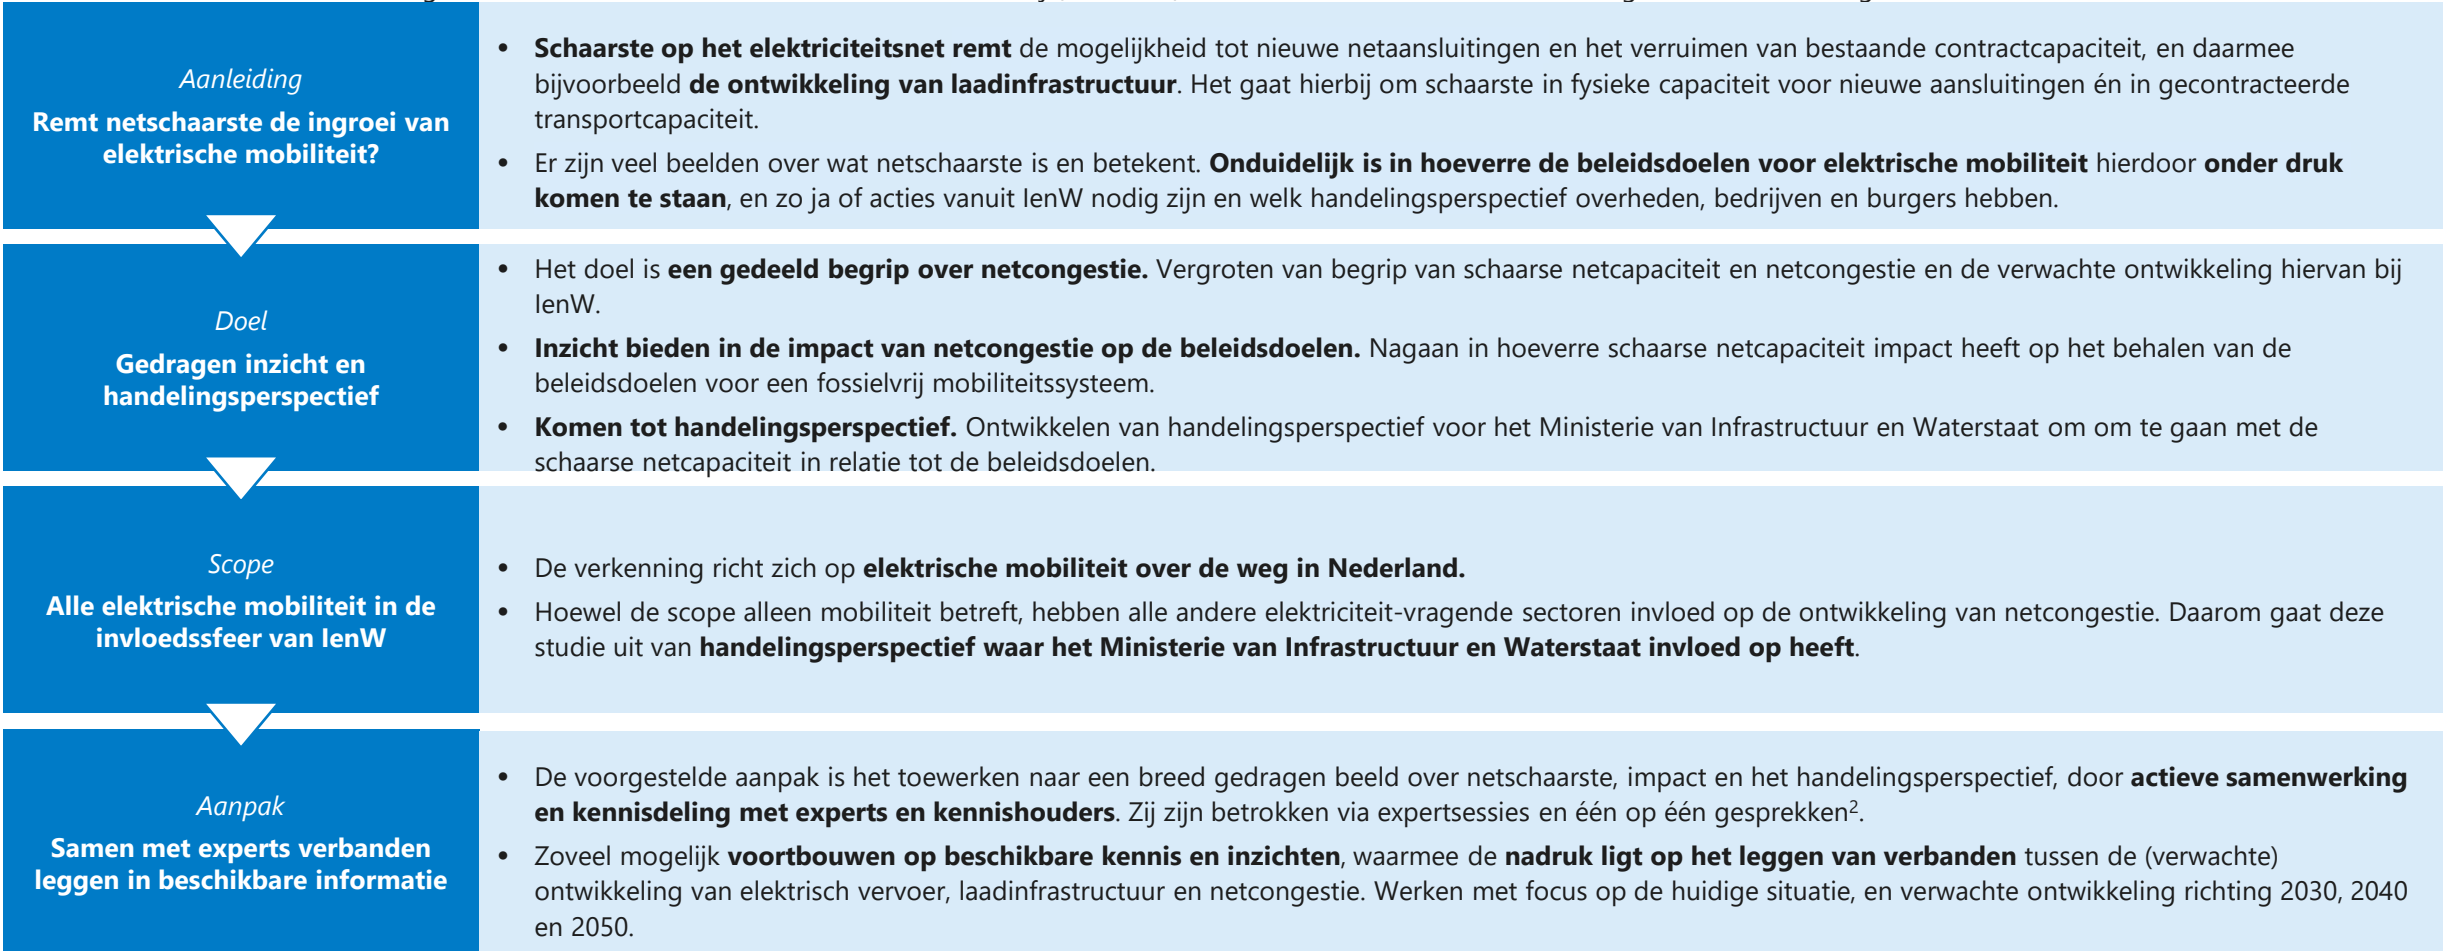 Aanleiding
Remt netschaarste de ingroei van
elektrische mobiliteit?
• Schaarste op het elektriciteitsnet remt de mogelijkheid tot nieuwe netaansluitingen en het verruimen van bestaande contractcapaciteit, en daarmee
bijvoorbeeld de ontwikkeling van laadinfrastructuur. Het gaat hierbij om schaarste in fysieke capaciteit voor nieuwe aansluitingen én in gecontracteerde
transportcapaciteit.
• Er zijn veel beelden over wat netschaarste is en betekent. Onduidelijk is in hoeverre de beleidsdoelen voor elektrische mobiliteit hierdoor onder druk
komen te staan, en zo ja of acties vanuit IenW nodig zijn en welk handelingsperspectief overheden, bedrijven en burgers hebben.
Doel
Gedragen inzicht en
handelingsperspectief
• Het doel is een gedeeld begrip over netcongestie. Vergroten van begrip van schaarse netcapaciteit en netcongestie en de verwachte ontwikkeling hiervan bij
IenW.
• Inzicht bieden in de impact van netcongestie op de beleidsdoelen. Nagaan in hoeverre schaarse netcapaciteit impact heeft op het behalen van de
beleidsdoelen voor een fossielvrij mobiliteitssysteem.
• Komen tot handelingsperspectief. Ontwikkelen van handelingsperspectief voor het Ministerie van Infrastructuur en Waterstaat om om te gaan met de
schaarse netcapaciteit in relatie tot de beleidsdoelen.
Scope
Alle elektrische mobiliteit in de
invloedssfeer van IenW
• De verkenning richt zich op elektrische mobiliteit over de weg in Nederland.
• Hoewel de scope alleen mobiliteit betreft, hebben alle andere elektriciteit-vragende sectoren invloed op de ontwikkeling van netcongestie. Daarom gaat deze
studie uit van handelingsperspectief waar het Ministerie van Infrastructuur en Waterstaat invloed op heeft.
Aanpak
Samen met experts verbanden
leggen in beschikbare informatie
• De voorgestelde aanpak is het toewerken naar een breed gedragen beeld over netschaarste, impact en het handelingsperspectief, door actieve samenwerking
en kennisdeling met experts en kennishouders. Zij zijn betrokken via expertsessies en één op één gesprekken².
• Zoveel mogelijk voortbouwen op beschikbare kennis en inzichten, waarmee de nadruk ligt op het leggen van verbanden tussen de (verwachte)
ontwikkeling van elektrisch vervoer, laadinfrastructuur en netcongestie. Werken met focus op de huidige situatie, en verwachte ontwikkeling richting 2030, 2040
en 2050.